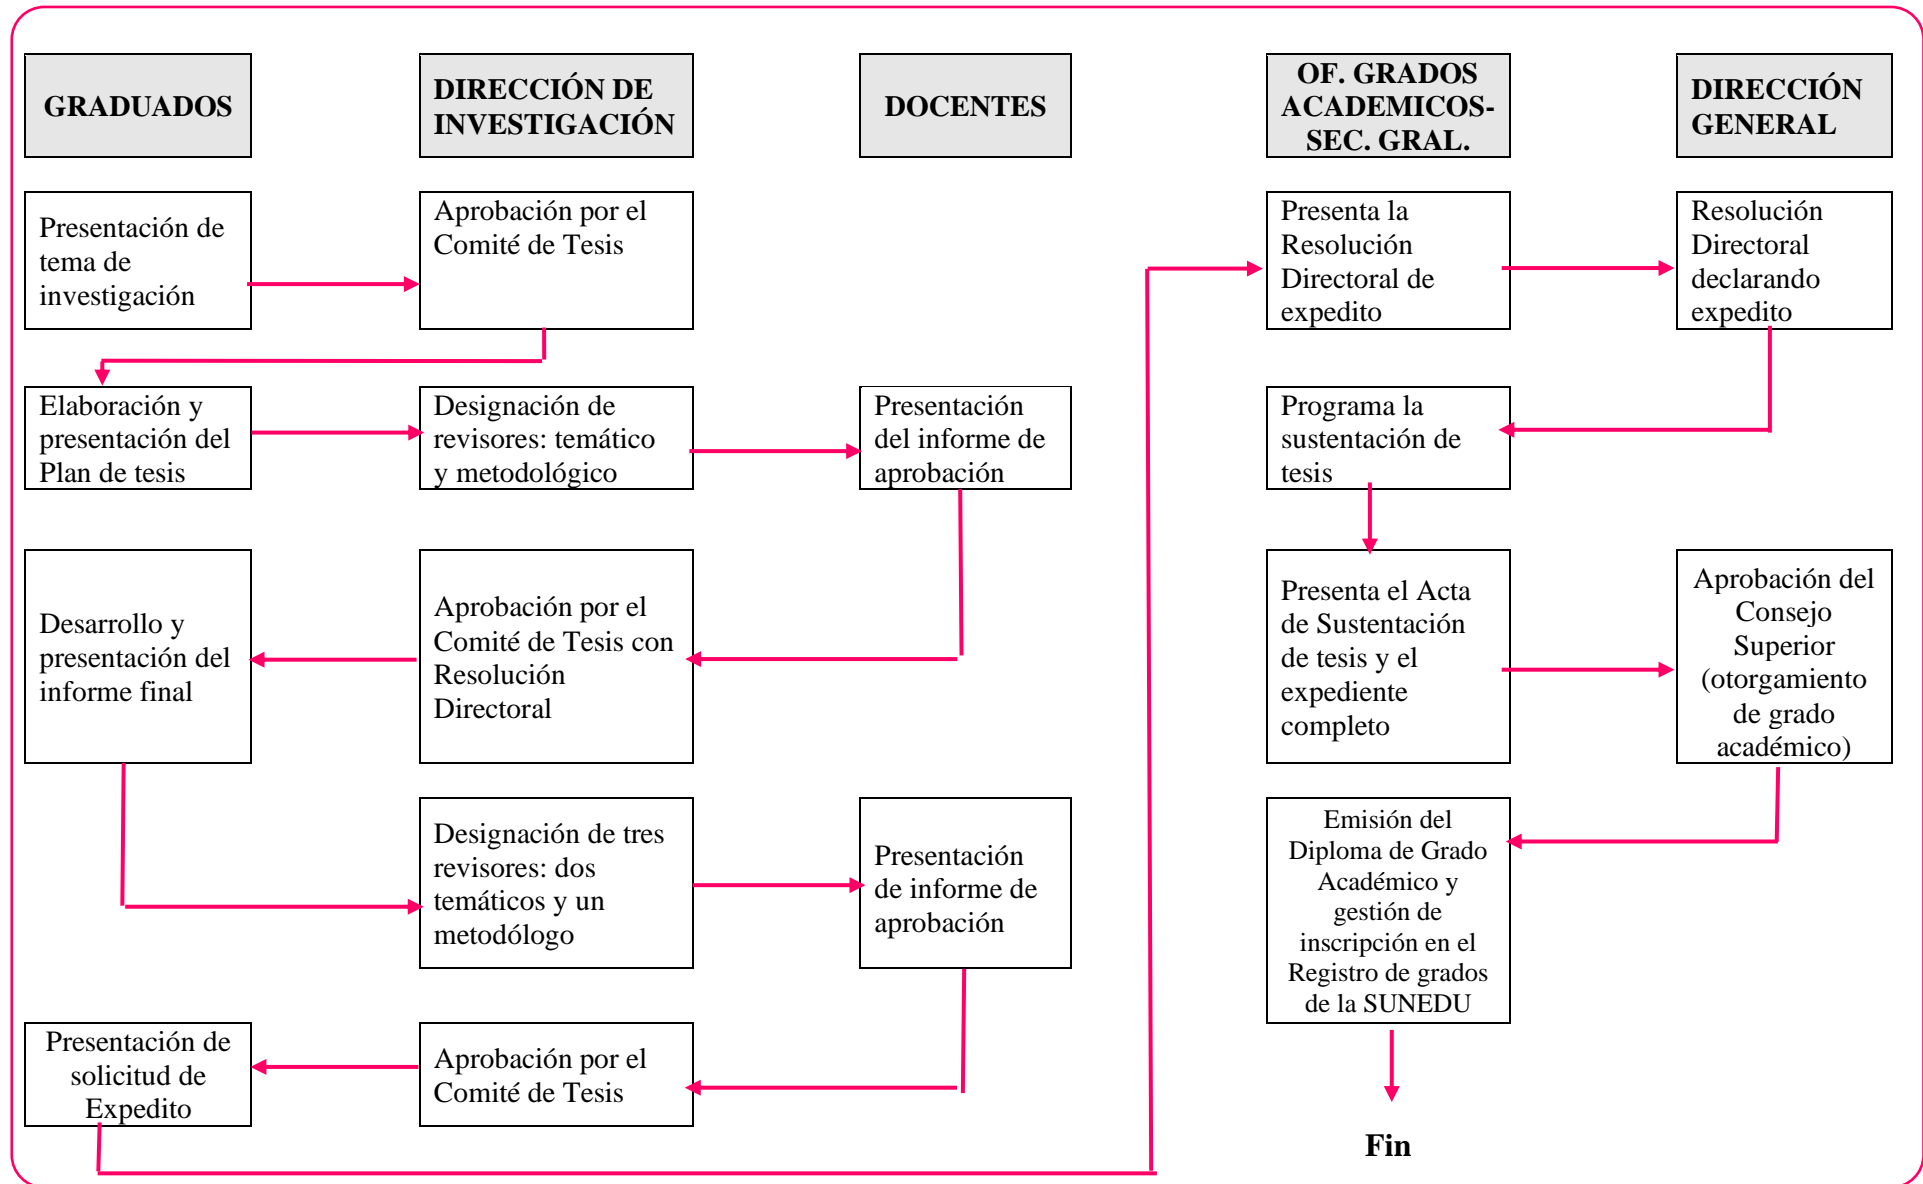 GRADUADOS
DIRECCIÓN DE
INVESTIGACIÓN
DOCENTES
OF. GRADOS
ACADEMICOS-
SEC. GRAL.
DIRECCIÓN
GENERAL
Presentación de
tema de
investigación
Aprobación por el
Comité de Tesis
Presenta la
Resolución
Directoral de
expedito
Resolución
Directoral
declarando
expedito
Elaboración y
presentación del
Plan de tesis
Designación de
revisores: temático
y metodológico
Presentación
del informe de
aprobación
Programa la
sustentación de
tesis
Desarrollo y
presentación del
informe final
Aprobación por el
Comité de Tesis con
Resolución
Directoral
Presenta el Acta
de Sustentación
de tesis y el
expediente
completo
Aprobación del
Consejo
Superior
(otorgamiento
de grado
académico)
Designación de tres
revisores: dos
temáticos y un
metodólogo
Presentación
de informe de
aprobación
Emisión del
Diploma de Grado
Académico y
gestión de
inscripción en el
Registro de grados
de la SUNEDU
Presentación de
solicitud de
Expedito
Aprobación por el
Comité de Tesis
Fin